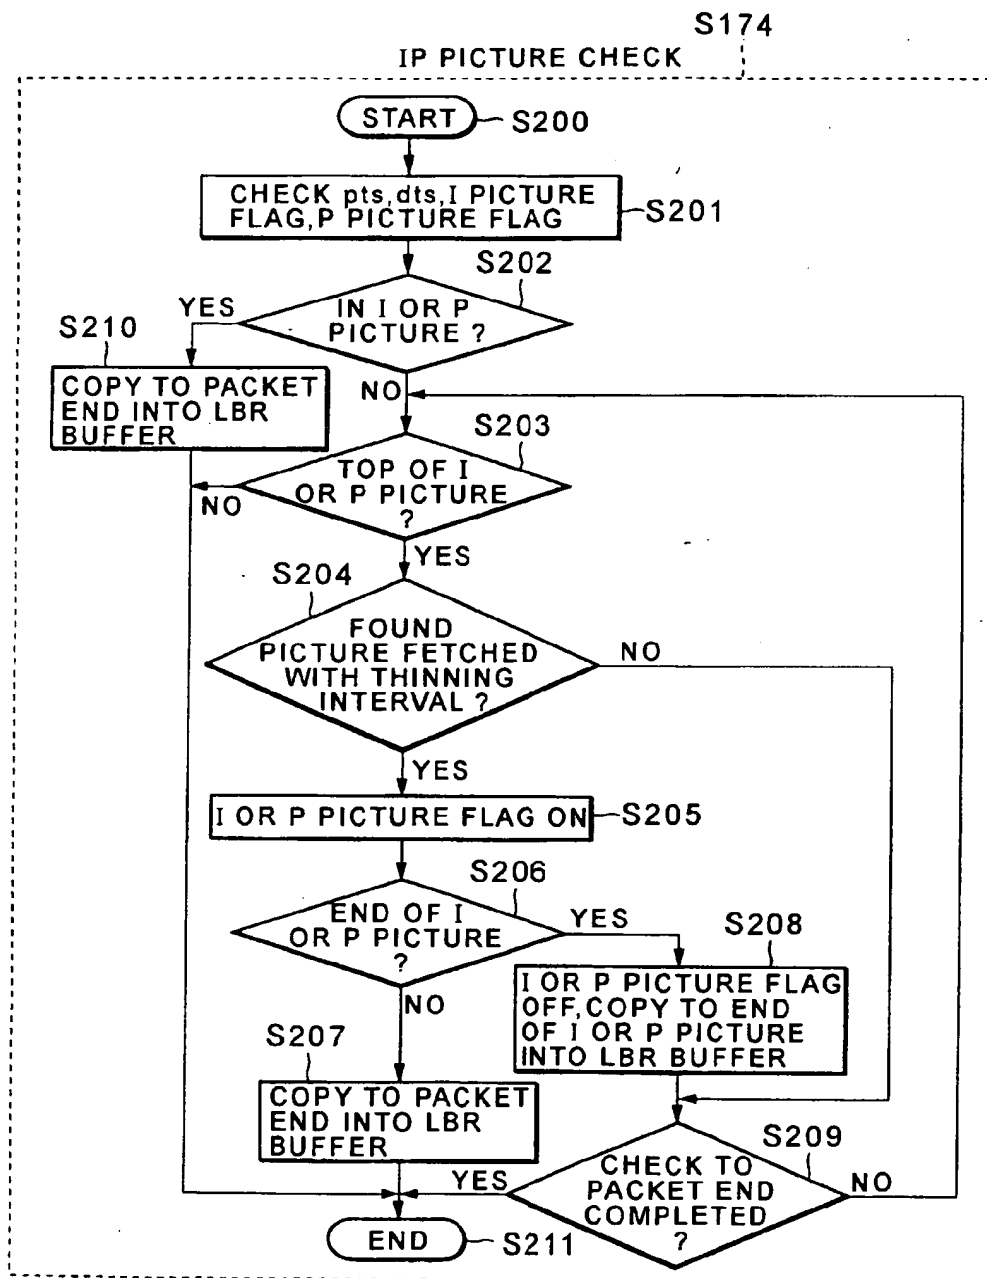 S174
IP PICTURE CHECK
START
S200
CHECK pts,dts,I PICTURE
FLAG,P PICTURE FLAG
S201
S202
IN I OR P
PICTURE ?
YES
S210
COPY TO PACKET
END INTO LBR
BUFFER
NO
S203
TOP OF I
OR P PICTURE
?
NO
YES
S204
FOUND
PICTURE FETCHED
WITH THINNING
INTERVAL ?
NO
YES
I OR P PICTURE FLAG ON
S205
S206
END OF I
OR P PICTURE
?
YES
S208
I OR P PICTURE FLAG
OFF,COPY TO END
OF I OR P PICTURE
INTO LBR BUFFER
NO
S207
COPY TO PACKET
END INTO LBR
BUFFER
S209
CHECK TO
PACKET END
COMPLETED
?
YES
NO
END
S211